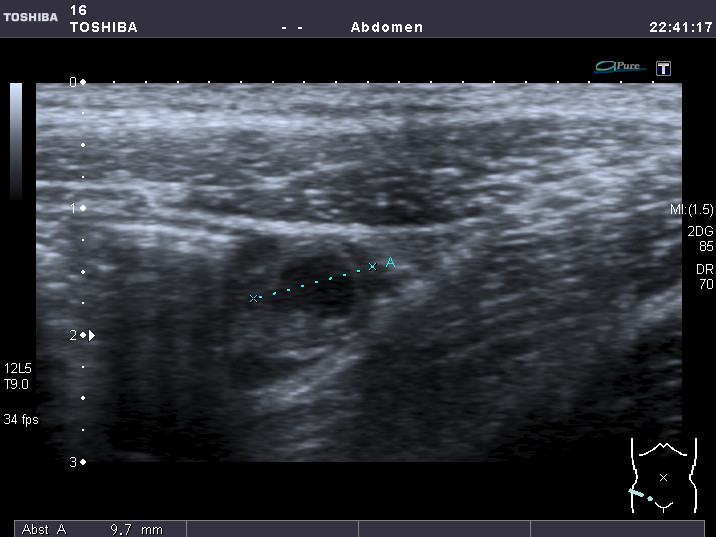 TOSHIBA
16
TOSHIBA - - Abdomen 22:41:17
APure T
0
1
2
3
A
MI:(1.5)
2DG
85
DR
70
12L5
T9.0
34 fps
Abst A 9.7 mm